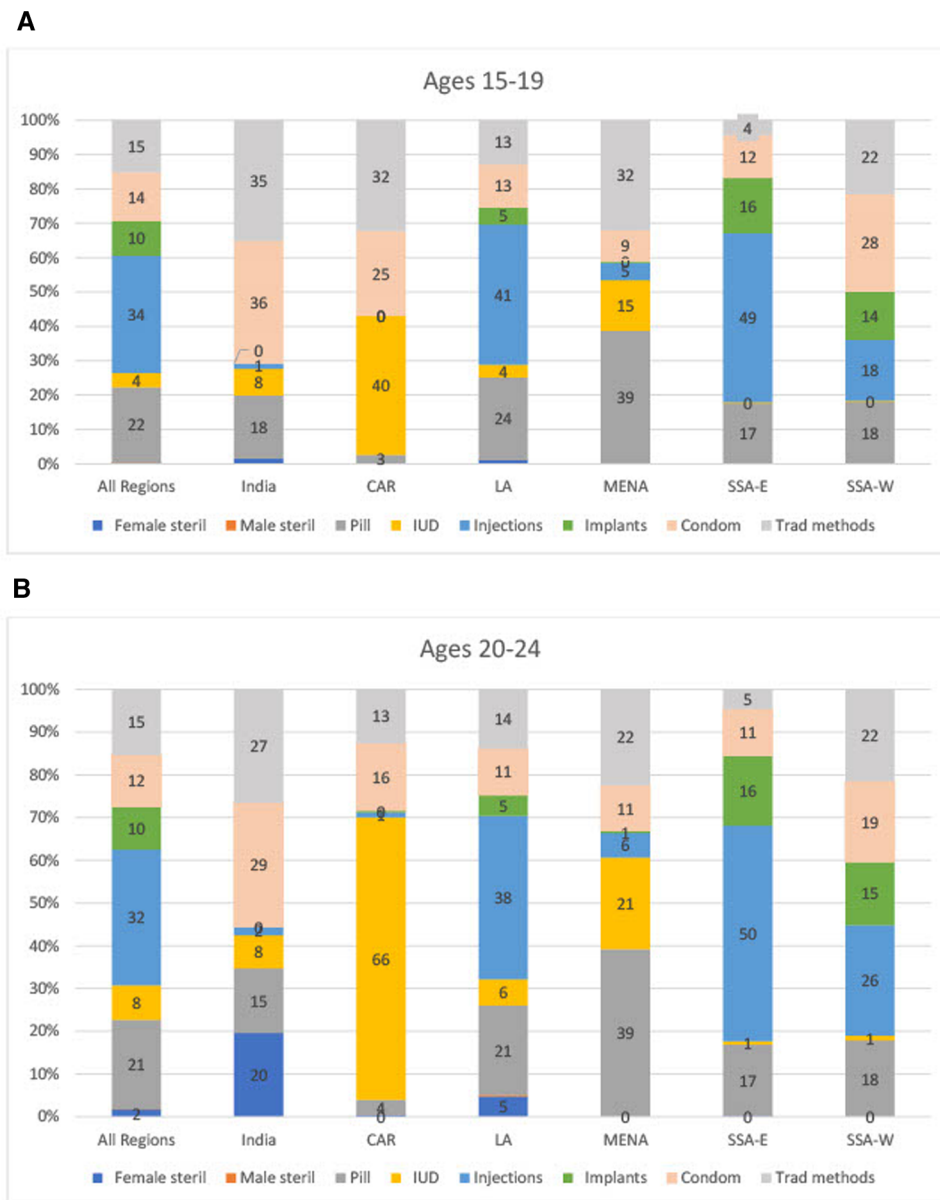 A
Ages 15-19
100%
15 35 32 13 32 4 22
90%
14 13 12
80%
10 5 9 16 28
70%
60%
34 36 25 41 0 5 49 14
50%
0 15
40%
0 1 40 39 18
30%
4 8 4 0 0
20%
22 18 24 17 18
10%
3
0%
All Regions India CAR LA MENA SSA-E SSA-W
Female steril Male steril Pill IUD Injections Implants Condom Trad methods
B
Ages 20-24
100%
15 27 13 14 22 5 22
90%
12 16 11 11 11
80%
10 5 16 19
70%
0 1 1 6
60%
32 29 38 21 50 15
50%
0 2
40%
8 66 39 26
30%
8 15 6 1 1
20%
21 20 21 17 18
10%
2 4 0 5 0 0 0
0%
All Regions India CAR LA MENA SSA-E SSA-W
Female steril Male steril Pill IUD Injections Implants Condom Trad methods